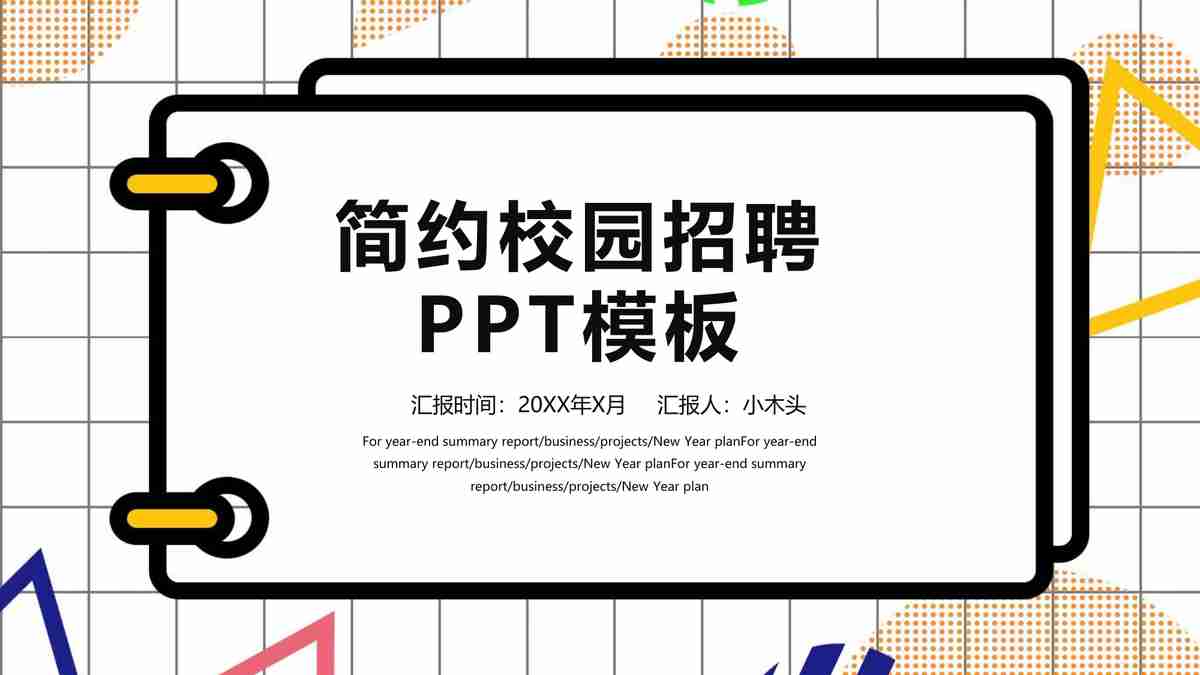 简约校园招聘
PPT模板
汇报时间：20XX年X月 汇报人：小木头
For year-end summary report/business/projects/New Year planFor year-end
summary report/business/projects/New Year planFor year-end summary
report/business/projects/New Year plan